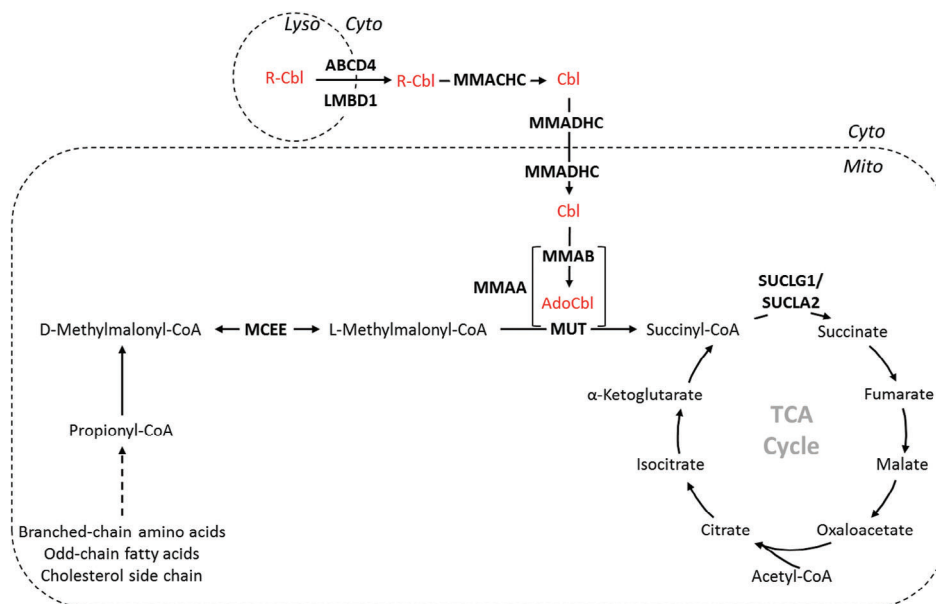 Lyso Cyto
ABCD4
R-Cbl R-Cbl MMACHC Cbl
LMBD1
MMADHC
Cyto
Mito
MMADHC
Cbl
MMAB
MMAA
AdoCbl
SUCLG1/
SUCLA2
D-Methylmalonyl-CoA MCEE L-Methylmalonyl-CoA MUT Succinyl-CoA Succinate
α-Ketoglutarate Fumarate
TCA
Cycle
Propionyl-CoA
Isocitrate Malate
Branched-chain amino acids
Odd-chain fatty acids
Cholesterol side chain
Citrate Oxaloacetate
Acetyl-CoA